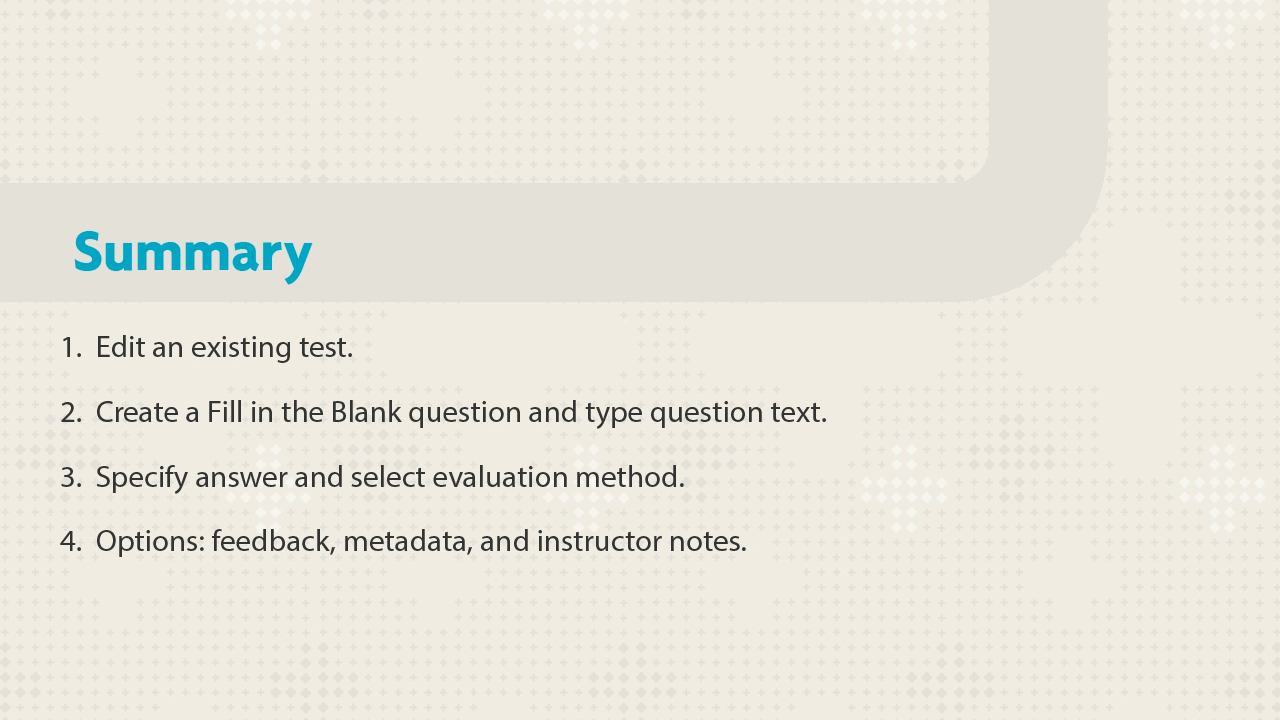 Summary
1. Edit an existing test.
2. Create a Fill in the Blank question and type question text.
3. Specify answer and select evaluation method.
4. Options: feedback, metadata, and instructor notes.